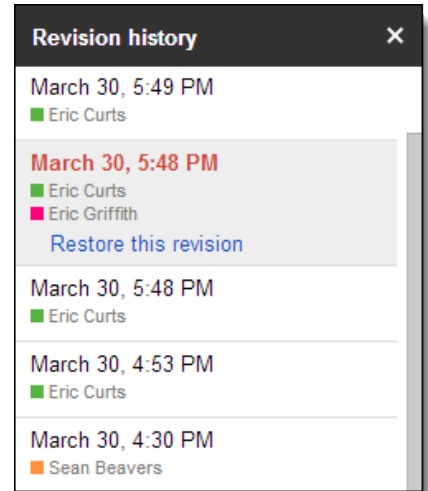 Revision history
March 30, 5:49 PM
Eric Curts
March 30, 5:48 PM
Eric Curts
Eric Griffith
Restore this revision
March 30, 5:48 PM
Eric Curts
March 30, 4:53 PM
Eric Curts
March 30, 4:30 PM
Sean Beavers